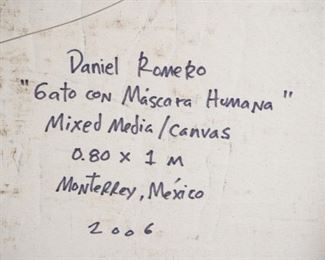 Daniel Romero
"Gato con Máscara Humana"
Mixed Media/canvas
0.80 x 1 m
Monterrey, México
2006